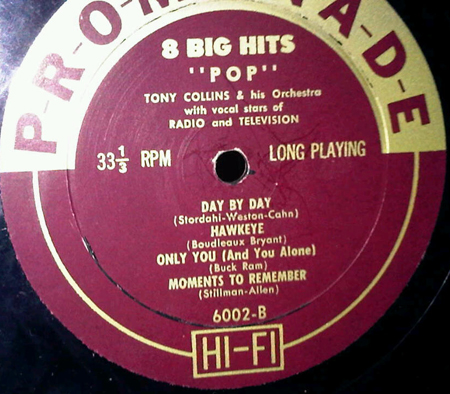 P-R-O-M-E-N-A-D-E
8 BIG HITS
"POP"
TONY COLLINS & his Orchestra
with vocal stars of
RADIO and TELEVISION
33 1/3 RPM LONG PLAYING
DAY BY DAY
(Stordahl-Weston-Cahn)
HAWKEYE
(Boudleaux Bryant)
ONLY YOU (And You Alone)
(Buck Ram)
MOMENTS TO REMEMBER
(Stillman-Allen)
6002-B
HI-FI